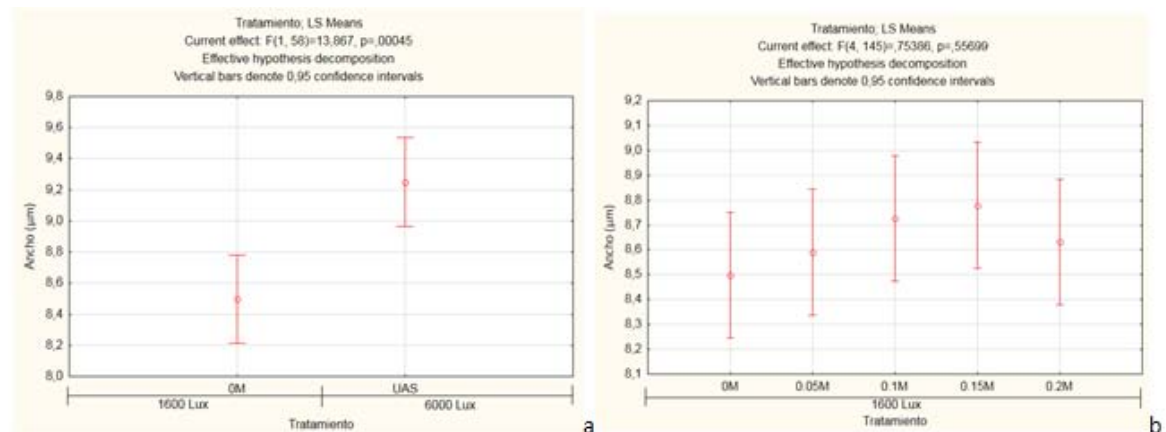 Tratamiento; LS Means
Current effect: F(1, 58)=13,867, p=,00045
Effective hypothesis decomposition
Vertical bars denote 0,95 confidence intervals
9,8
9,6
9,4
9,2
9,0
8,8
8,6
8,4
8,2
8,0
Ancho (µm)
0M UAS
1600 Lux 6000 Lux
Tratamiento
a
Tratamiento; LS Means
Current effect: F(4, 145)=,75386, p=,55699
Effective hypothesis decomposition
Vertical bars denote 0,95 confidence intervals
9,2
9,1
9,0
8,9
8,8
8,7
8,6
8,5
8,4
8,3
8,2
8,1
Ancho (µm)
0M 0.05M 0.1M 0.15M 0.2M
1600 Lux
Tratamiento
b